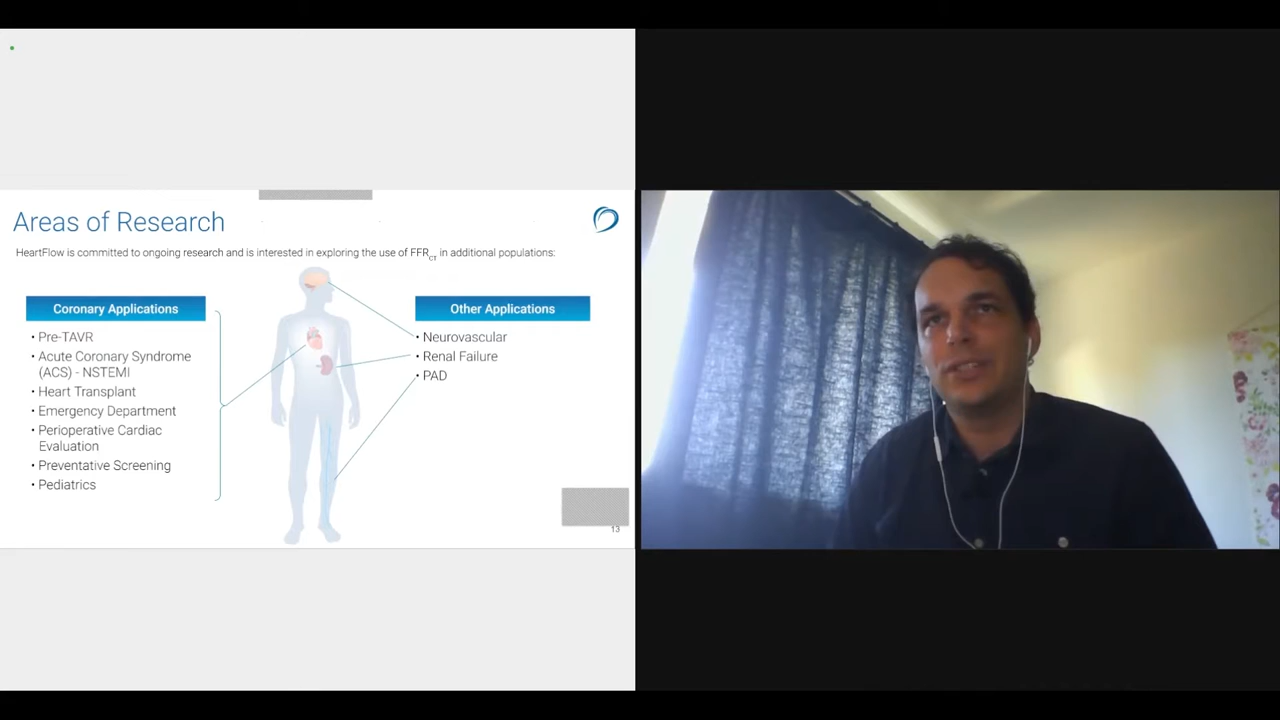 Areas of Research
HeartFlow is committed to ongoing research and is interested in exploring the use of FFRCT in additional populations:
Coronary Applications
• Pre-TAVR
• Acute Coronary Syndrome
(ACS) - NSTEMI
• Heart Transplant
• Emergency Department
• Perioperative Cardiac
Evaluation
• Preventative Screening
• Pediatrics
Other Applications
• Neurovascular
• Renal Failure
• PAD
13